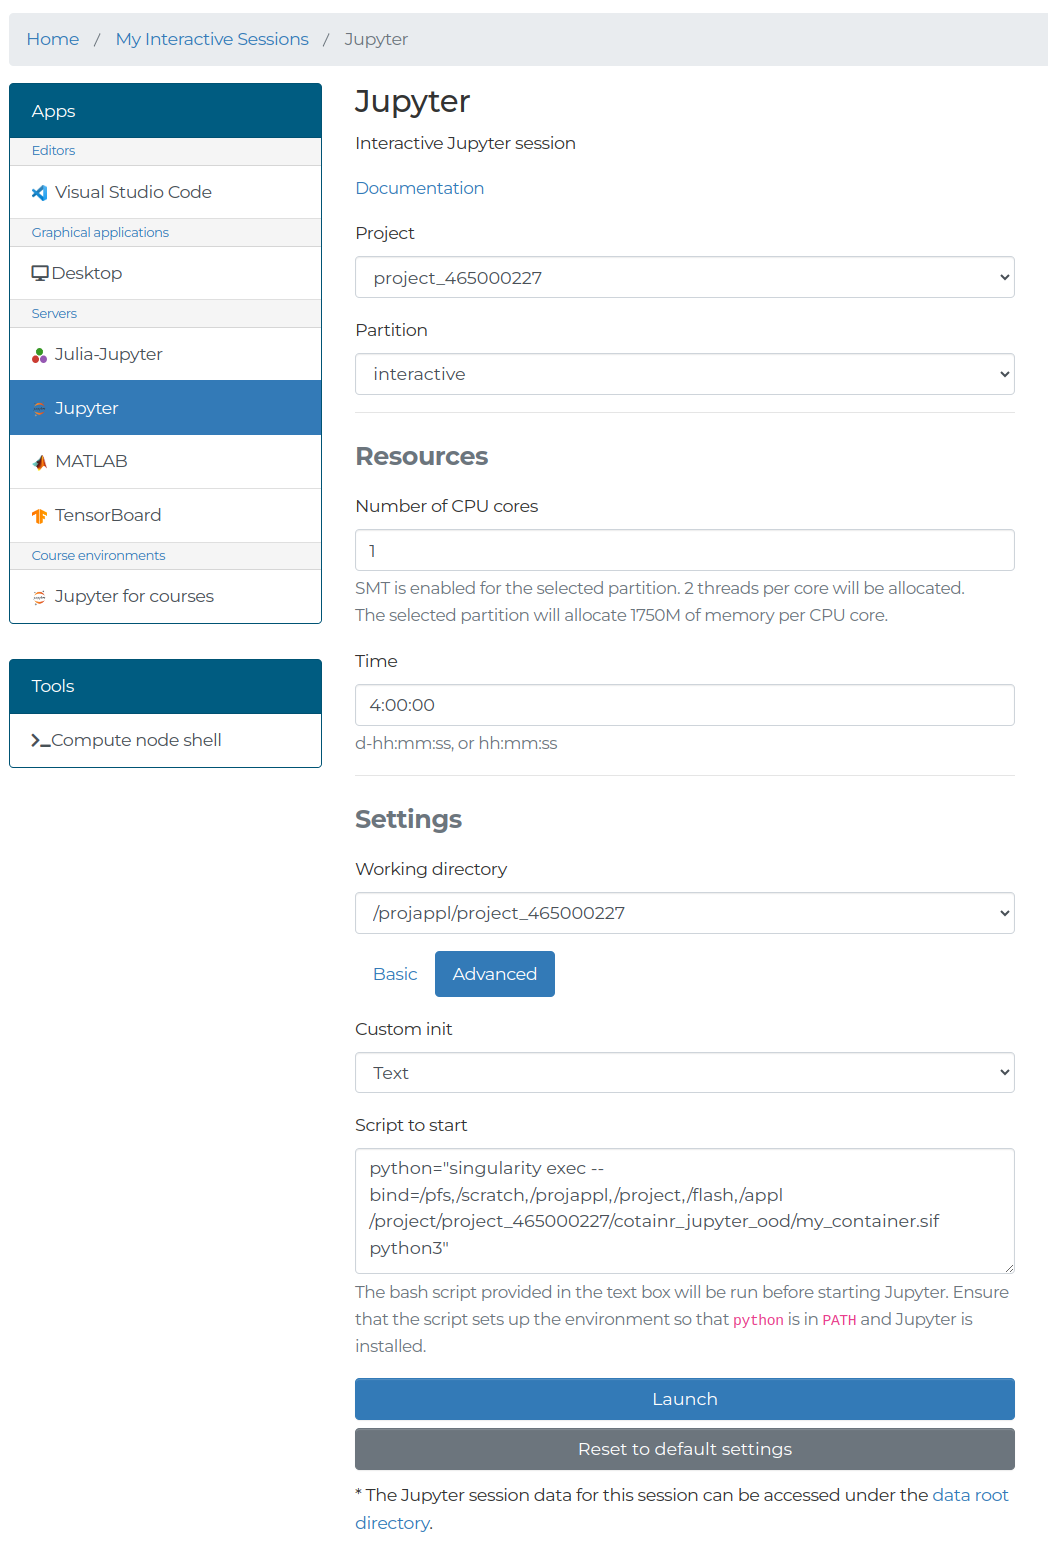 Home / My Interactive Sessions / Jupyter
Apps
Editors
Visual Studio Code
Graphical applications
Desktop
Servers
Julia-Jupyter
Jupyter
MATLAB
TensorBoard
Course environments
Jupyter for courses
Tools
Compute node shell
Jupyter
Interactive Jupyter session
Documentation
Project
project_465000227
Partition
interactive
Resources
Number of CPU cores
1
SMT is enabled for the selected partition. 2 threads per core will be allocated.
The selected partition will allocate 1750M of memory per CPU core.
Time
4:00:00
d-hh:mm:ss, or hh:mm:ss
Settings
Working directory
/projappl/project_465000227
Basic Advanced
Custom init
Text
Script to start
python="singularity exec --
bind=/pfs,/scratch,/projappl,/project,/flash,/appl
/project/project_465000227/cotainr_jupyter_ood/my_container.sif
python3"
The bash script provided in the text box will be run before starting Jupyter. Ensure
that the script sets up the environment so that python is in PATH and Jupyter is
installed.
Launch
Reset to default settings
* The Jupyter session data for this session can be accessed under the data root
directory.